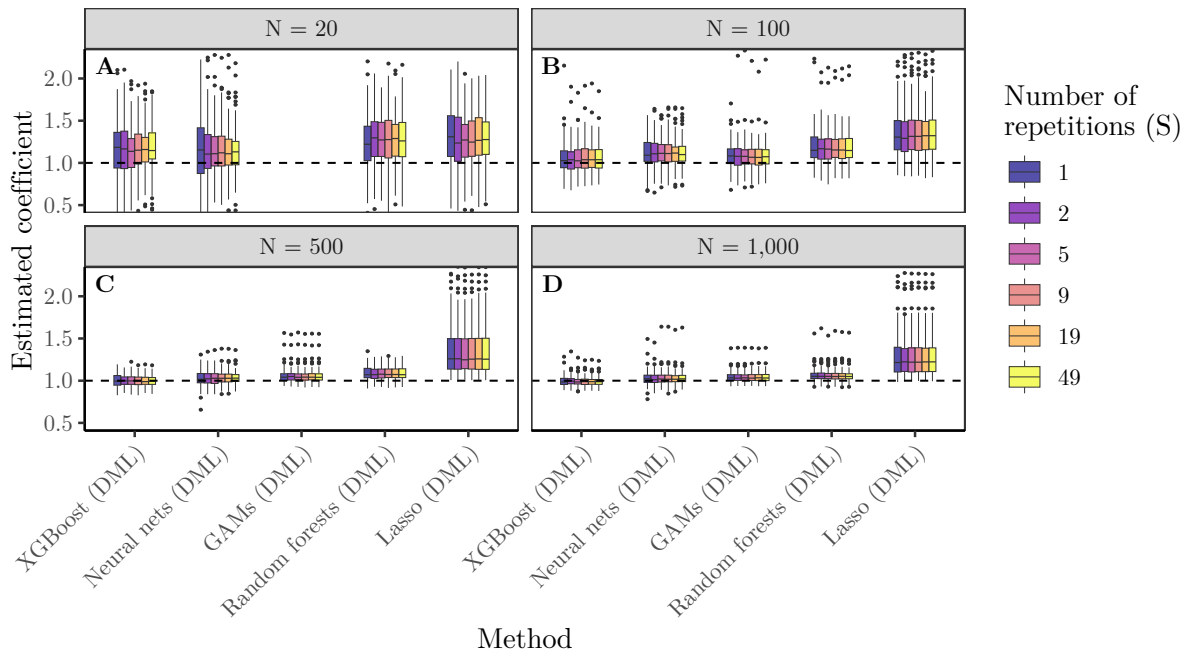 N = 20
N = 100
A
B
2.0
1.5
1.0
0.5
N = 500
N = 1,000
C
D
2.0
1.5
1.0
0.5
Estimated coefficient
XGBoost (DML)
Neural nets (DML)
GAMs (DML)
Random forests (DML)
Lasso (DML)
XGBoost (DML)
Neural nets (DML)
GAMs (DML)
Random forests (DML)
Lasso (DML)
Method
Number of
repetitions (S)
1
2
5
9
19
49